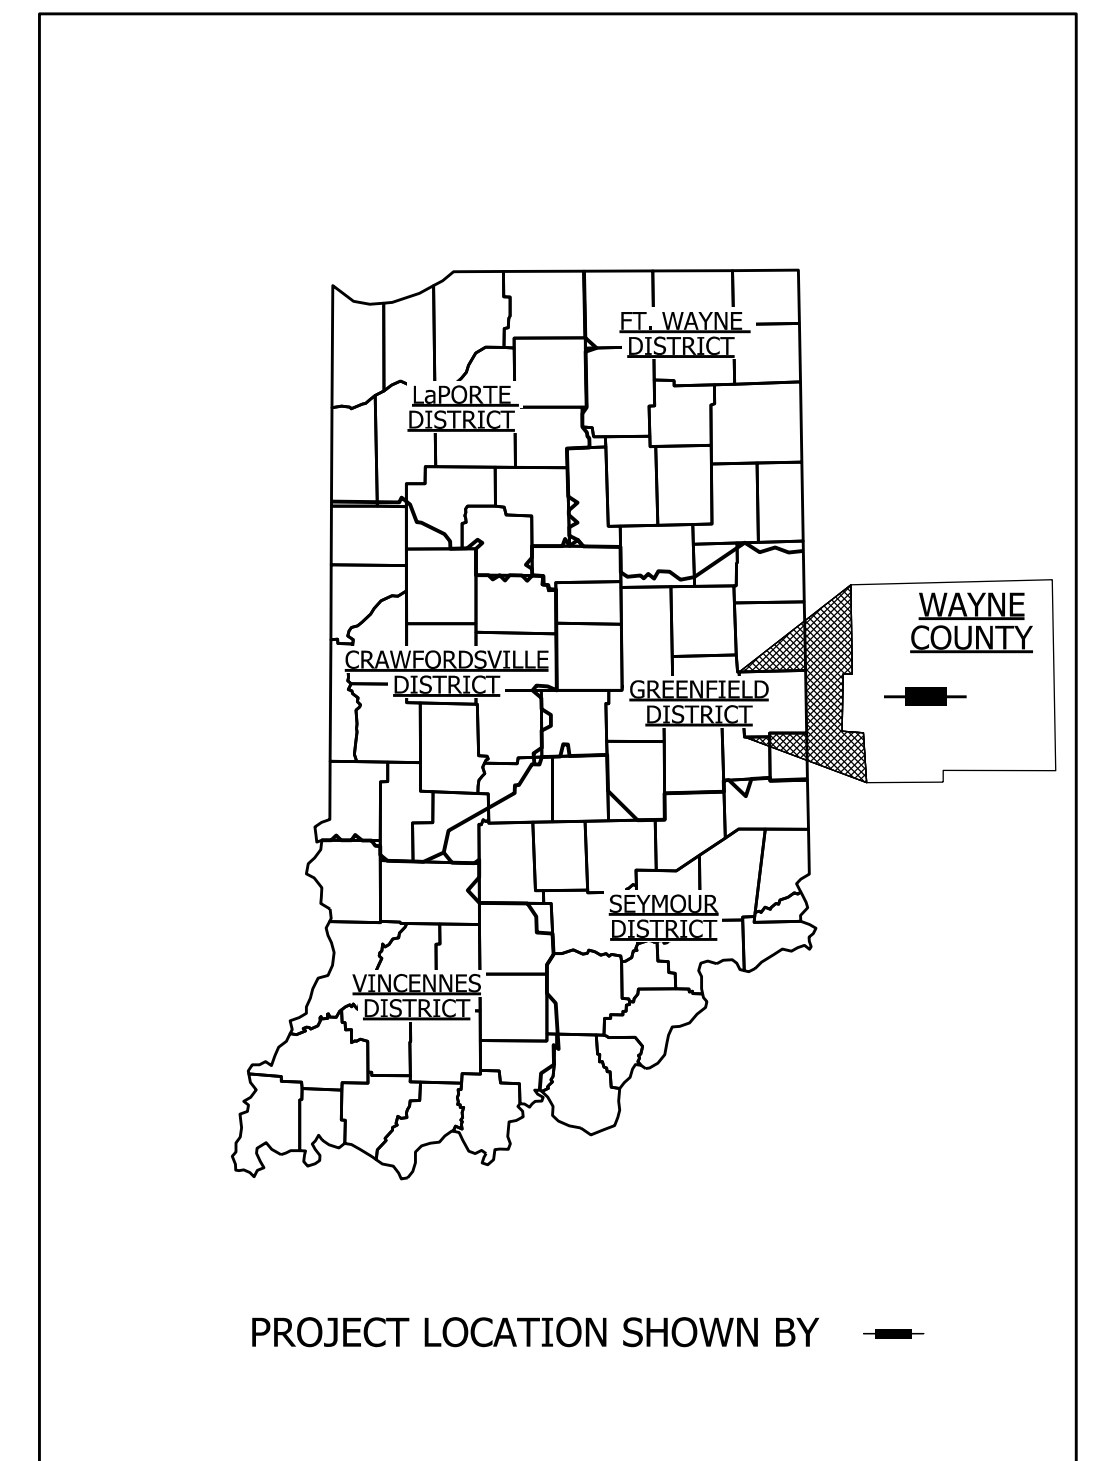 FT. WAYNE
DISTRICT
LaPORTE
DISTRICT
WAYNE
COUNTY
CRAWFORDSVILLE
DISTRICT
GREENFIELD
DISTRICT
SEYMOUR
DISTRICT
VINCENNES
DISTRICT
PROJECT LOCATION SHOWN BY